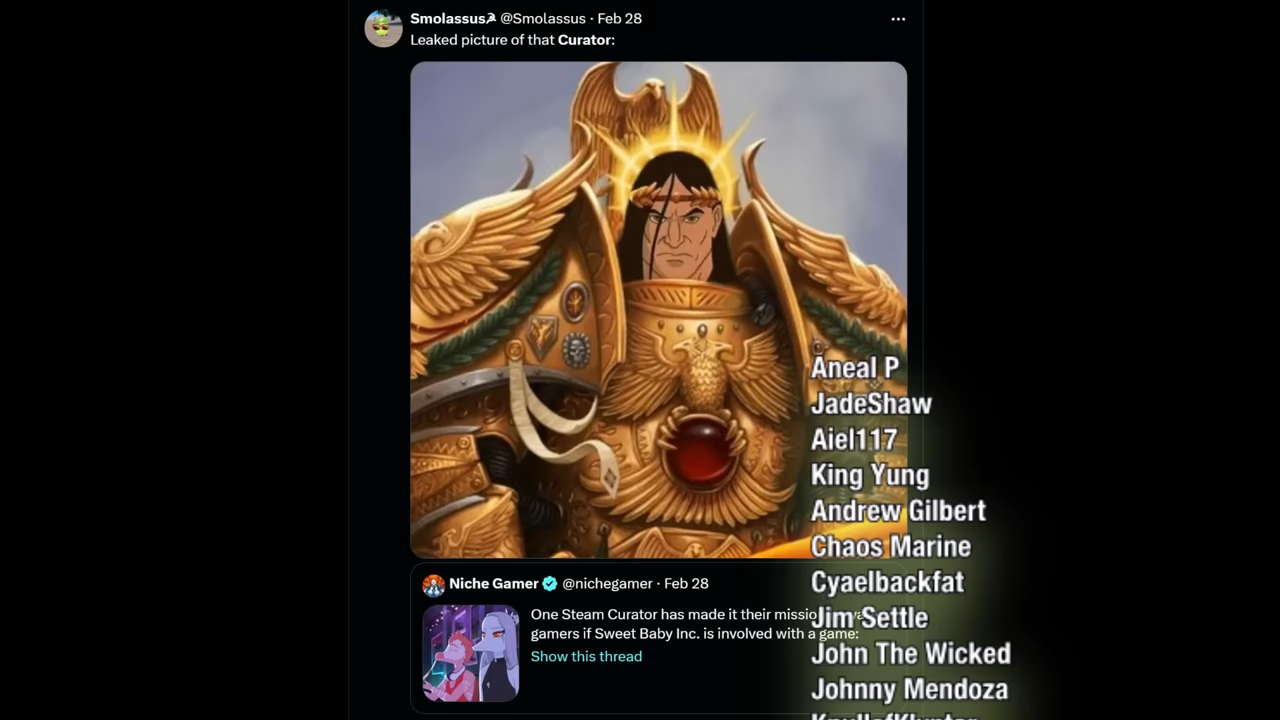 Smolassus @Smolassus · Feb 28
Leaked picture of that Curator:
Aneal P
JadeShaw
Aiel117
King Yung
Andrew Gilbert
Chaos Marine
Cyaelbackfat
Jim Settle
John The Wicked
Johnny Mendoza
Niche Gamer @nichegamer · Feb 28
One Steam Curator has made it their
gamers if Sweet Baby Inc. is involved with a game:
Show this thread